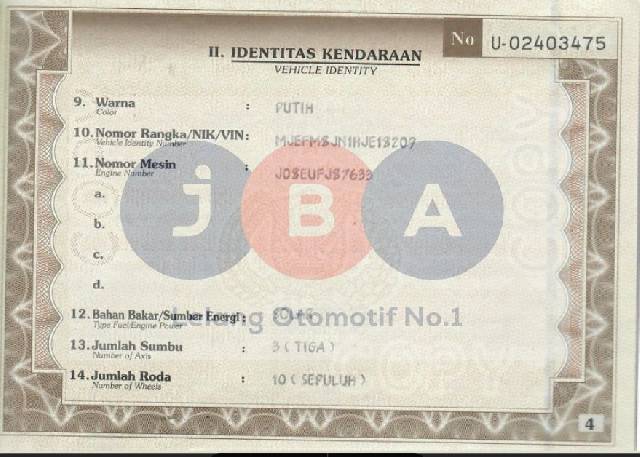 No U-02403475
II. IDENTITAS KENDARAAN
VEHICLE IDENTITY
9. Warna : PUTIH
Color
10. Nomor Rangka/NIK/VIN :
Vehicle Identity Number
11. Nomor Mesin :
Engine Number
a.
b.
c.
d.
jBA
Lelang Otomotif No.1
12. Bahan Bakar/Sumber Energi :
Type Fuel/Engine Power
13. Jumlah Sumbu : 3 ( TIGA )
Number of Axis
14. Jumlah Roda : 10 ( SEPULUH )
Number of Wheels
COPY
4